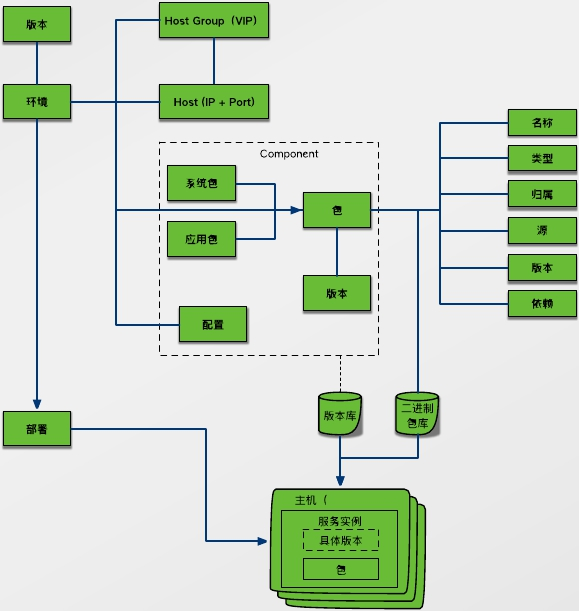 版本
Host Group（VIP）
环境
Host (IP + Port)
Component
名称
类型
系统包
归属
包
应用包
源
版本
版本
依赖
配置
版本库
二进制
包库
部署
主机（
服务实例
具体版本
包